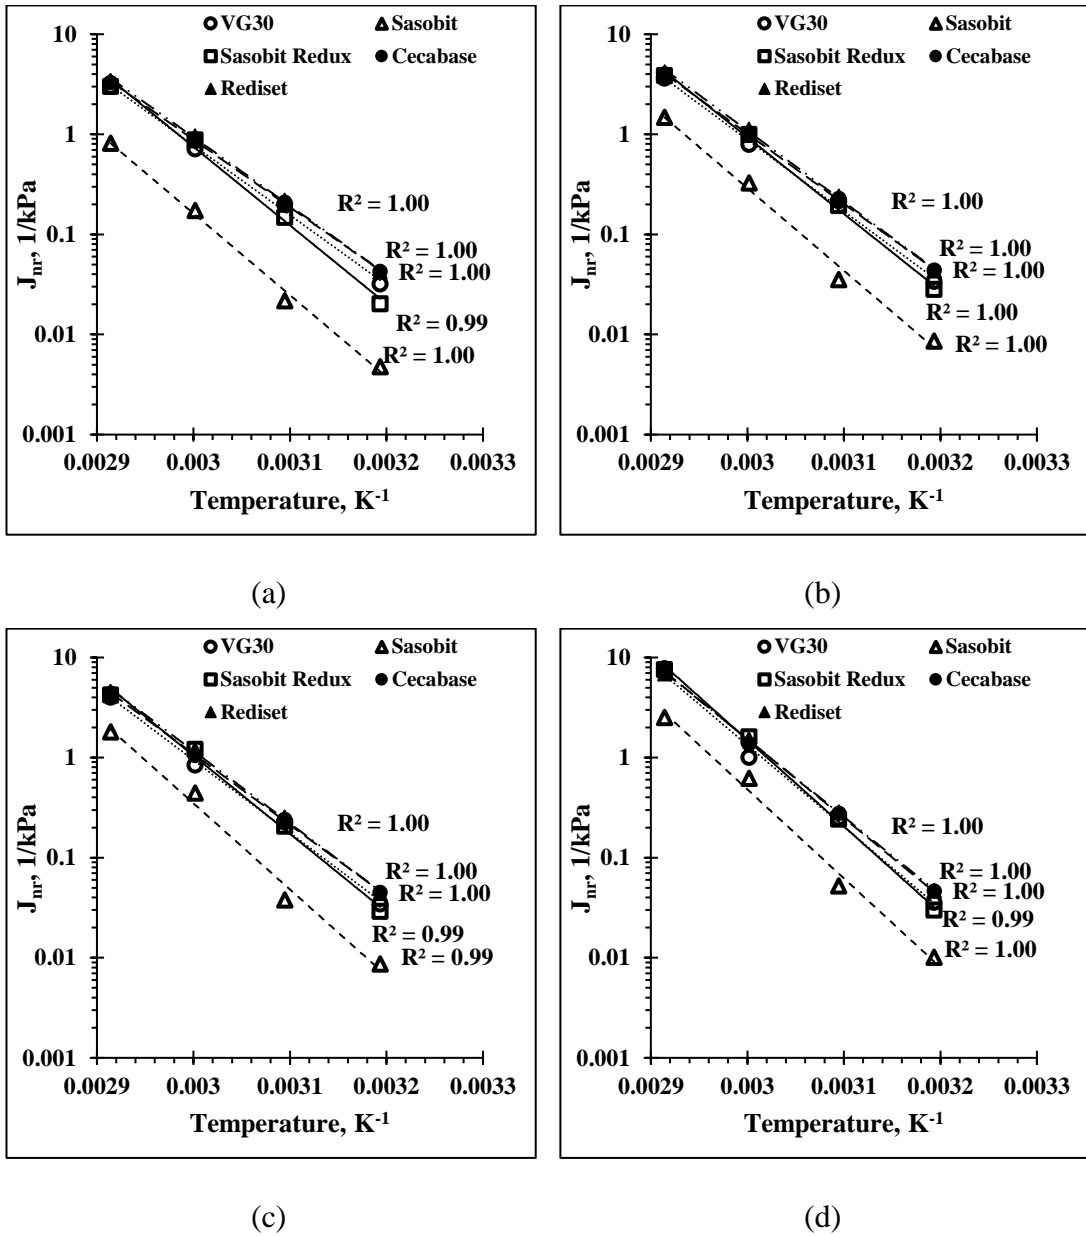 VG30 Sasobit
Sasobit Redux Cecabase
Rediset
10
1
0.1
0.01
0.001
J_nr, 1/kPa
R² = 1.00
R² = 1.00
R² = 1.00
R² = 0.99
R² = 1.00
0.0029 0.003 0.0031 0.0032 0.0033
Temperature, K⁻¹
(a)
VG30 Sasobit
Sasobit Redux Cecabase
Rediset
10
1
0.1
0.01
0.001
J_nr, 1/kPa
R² = 1.00
R² = 1.00
R² = 1.00
R² = 1.00
R² = 1.00
0.0029 0.003 0.0031 0.0032 0.0033
Temperature, K⁻¹
(b)
VG30 Sasobit
Sasobit Redux Cecabase
Rediset
10
1
0.1
0.01
0.001
J_nr, 1/kPa
R² = 1.00
R² = 1.00
R² = 1.00
R² = 0.99
R² = 0.99
0.0029 0.003 0.0031 0.0032 0.0033
Temperature, K⁻¹
(c)
VG30 Sasobit
Sasobit Redux Cecabase
Rediset
10
1
0.1
0.01
0.001
J_nr, 1/kPa
R² = 1.00
R² = 1.00
R² = 1.00
R² = 0.99
R² = 1.00
0.0029 0.003 0.0031 0.0032 0.0033
Temperature, K⁻¹
(d)